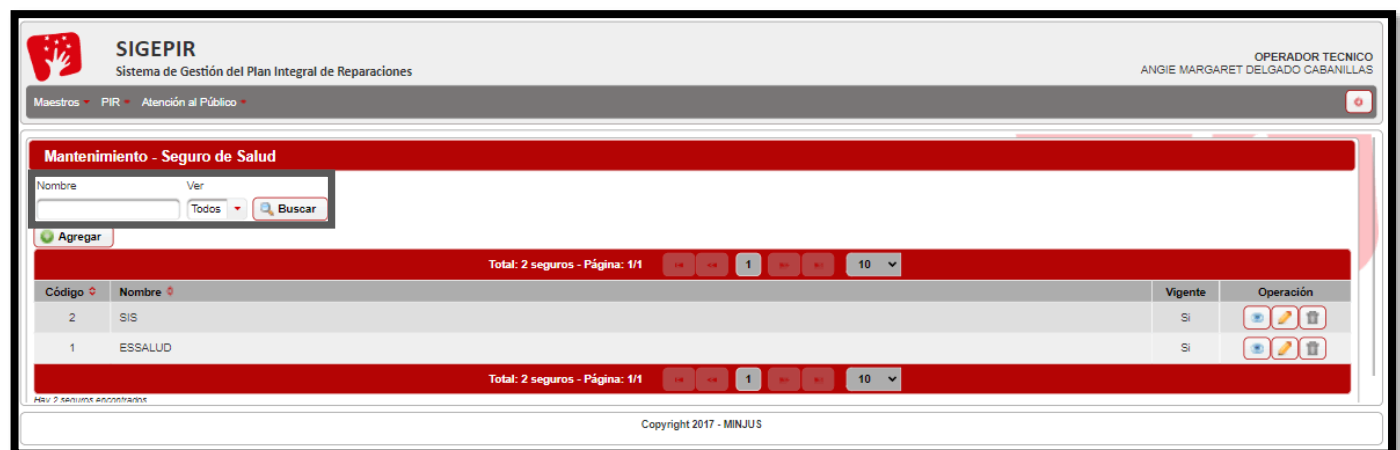 SIGEPIR
Sistema de Gestión del Plan Integral de Reparaciones
OPERADOR TECNICO
ANGIE MARGARET DELGADO CABANILLAS
Maestros PIR Atención al Público
Mantenimiento - Seguro de Salud
Nombre Ver
Todos Buscar
Agregar
Total: 2 seguros - Página: 1/1 1 10
Código Nombre Vigente Operación
2 SIS Si
1 ESSALUD Si
Total: 2 seguros - Página: 1/1 1 10
Hay 2 seguros encontrados
Copyright 2017 - MINJUS